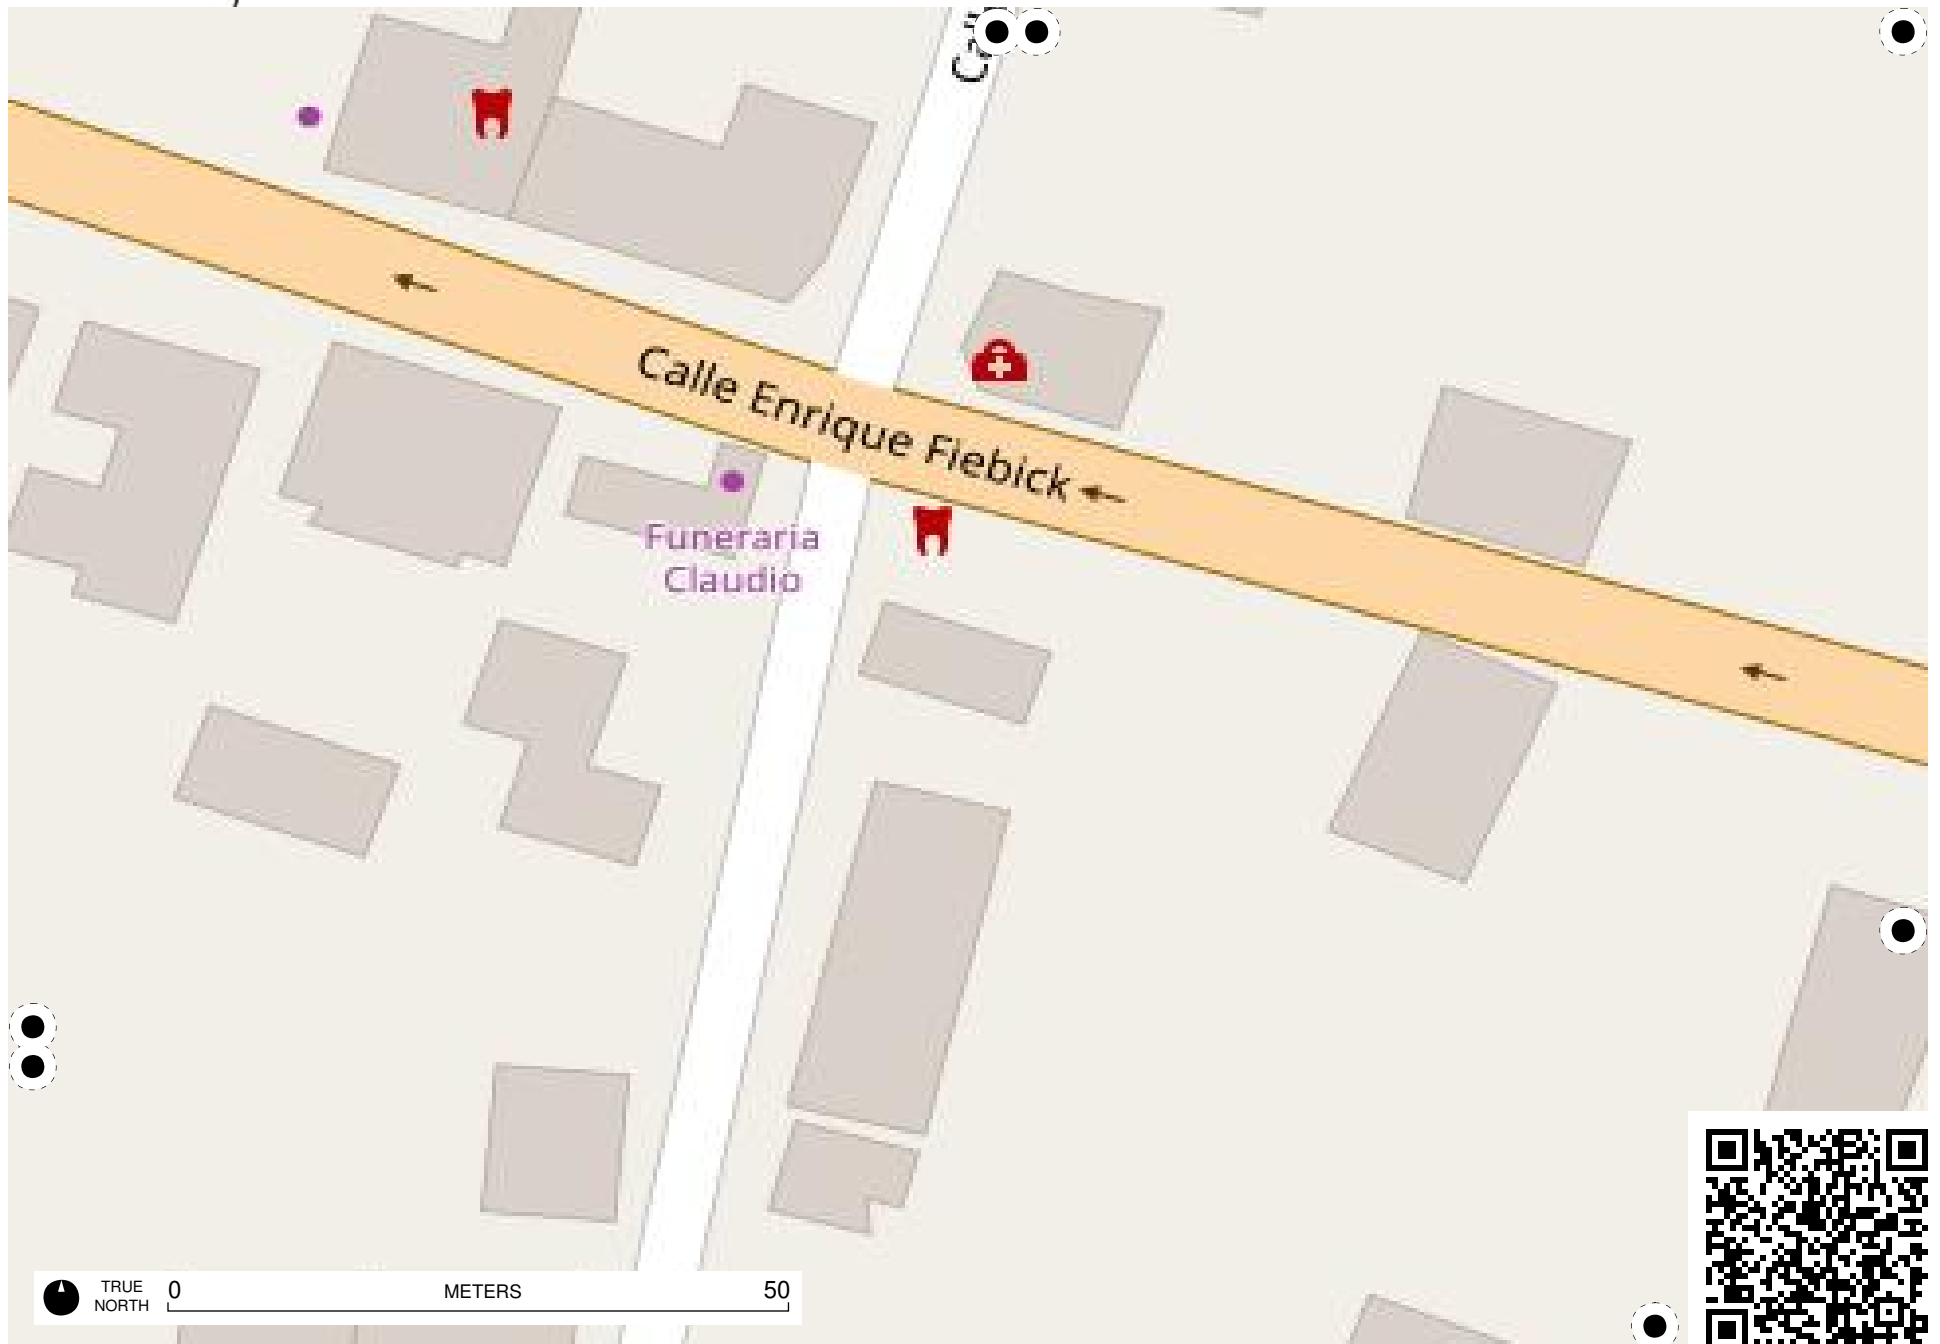 Calle Enrique Fiebick
Funeraria
Claudio
TRUE
NORTH
0
METERS
50